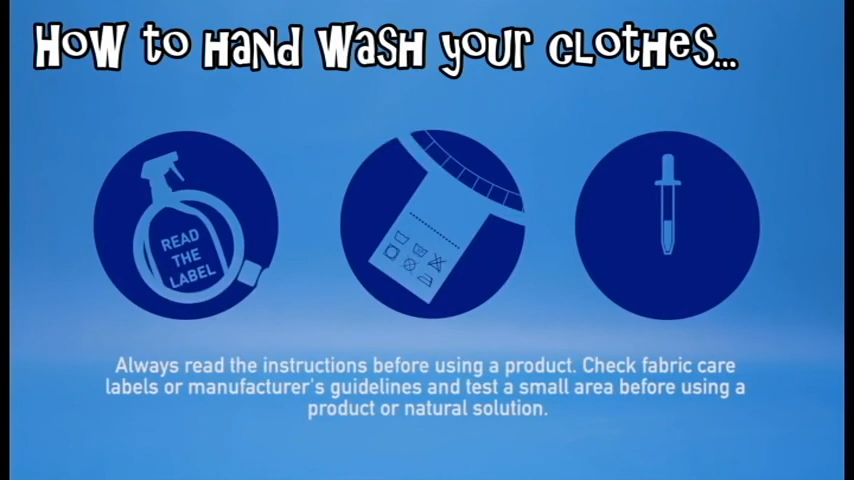 How to Hand Wash your clothes...
READ
THE
LABEL
Always read the instructions before using a product. Check fabric care
labels or manufacturer's guidelines and test a small area before using a
product or natural solution.